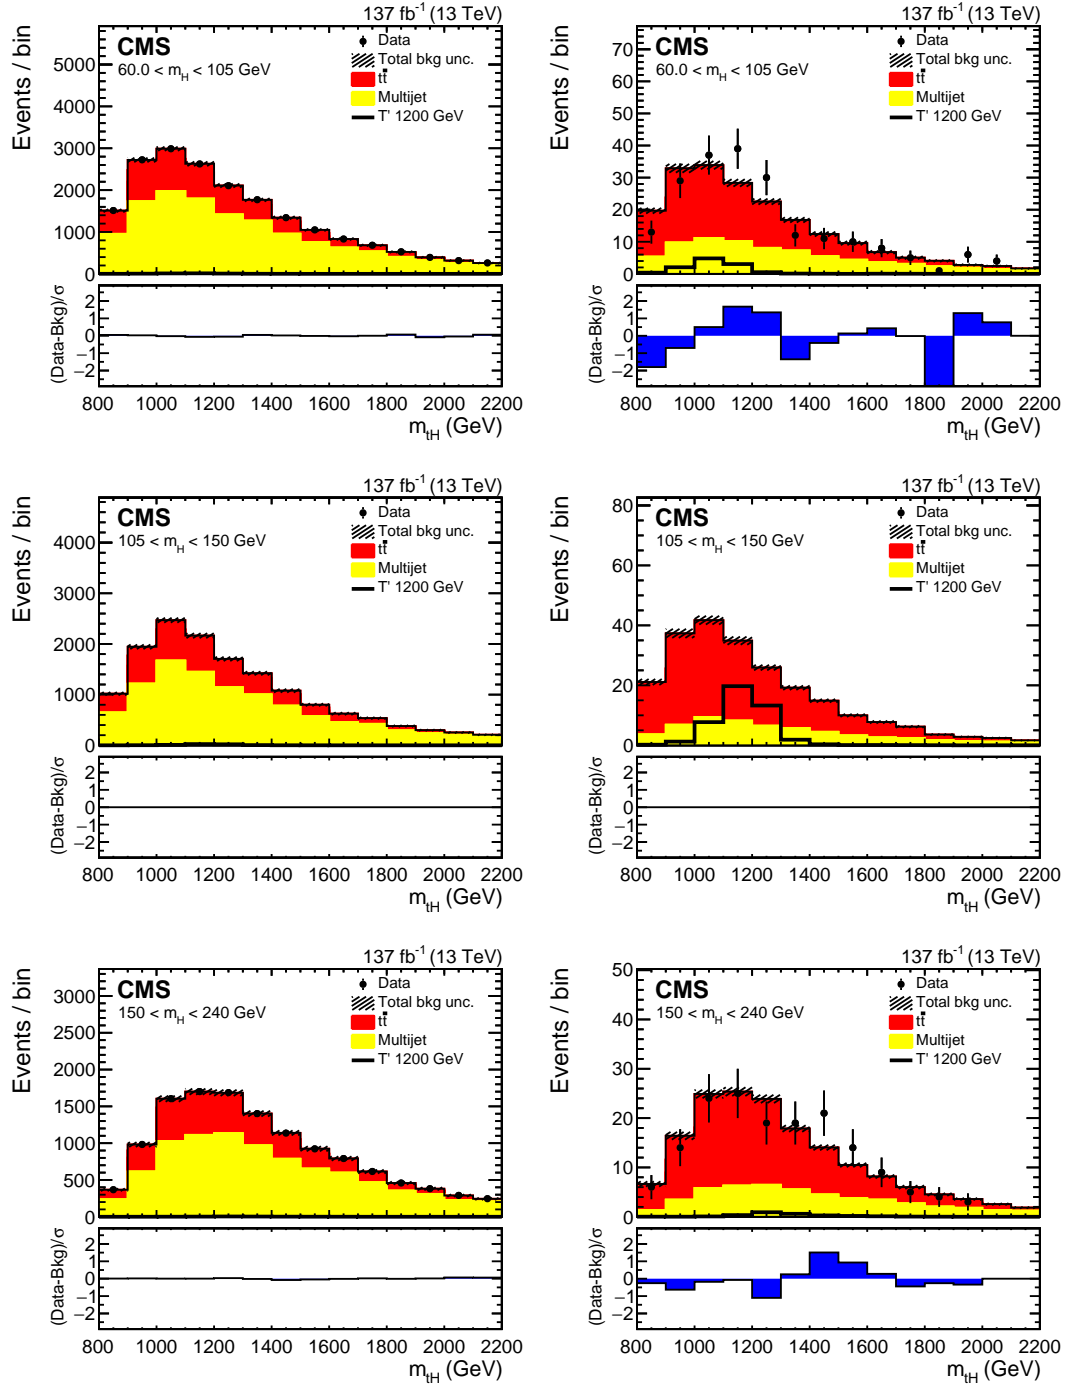 137 fb⁻¹ (13 TeV)
Events / bin
CMS
60.0 < m_H < 105 GeV
Data
Total bkg unc.
tt̄
Multijet
T' 1200 GeV
5000
4000
3000
2000
1000
0
(Data-Bkg)/σ
2
1
0
−1
−2
800 1000 1200 1400 1600 1800 2000 2200
m_tH (GeV)
137 fb⁻¹ (13 TeV)
Events / bin
CMS
60.0 < m_H < 105 GeV
Data
Total bkg unc.
tt̄
Multijet
T' 1200 GeV
70
60
50
40
30
20
10
0
(Data-Bkg)/σ
2
1
0
−1
−2
800 1000 1200 1400 1600 1800 2000 2200
m_tH (GeV)
137 fb⁻¹ (13 TeV)
Events / bin
CMS
105 < m_H < 150 GeV
Data
Total bkg unc.
tt̄
Multijet
T' 1200 GeV
4000
3000
2000
1000
0
(Data-Bkg)/σ
2
1
0
−1
−2
800 1000 1200 1400 1600 1800 2000 2200
m_tH (GeV)
137 fb⁻¹ (13 TeV)
Events / bin
CMS
105 < m_H < 150 GeV
Data
Total bkg unc.
tt̄
Multijet
T' 1200 GeV
80
60
40
20
0
(Data-Bkg)/σ
2
1
0
−1
−2
800 1000 1200 1400 1600 1800 2000 2200
m_tH (GeV)
137 fb⁻¹ (13 TeV)
Events / bin
CMS
150 < m_H < 240 GeV
Data
Total bkg unc.
tt̄
Multijet
T' 1200 GeV
3000
2500
2000
1500
1000
500
0
(Data-Bkg)/σ
2
1
0
−1
−2
800 1000 1200 1400 1600 1800 2000 2200
m_tH (GeV)
137 fb⁻¹ (13 TeV)
Events / bin
CMS
150 < m_H < 240 GeV
Data
Total bkg unc.
tt̄
Multijet
T' 1200 GeV
50
40
30
20
10
0
(Data-Bkg)/σ
2
1
0
−1
−2
800 1000 1200 1400 1600 1800 2000 2200
m_tH (GeV)